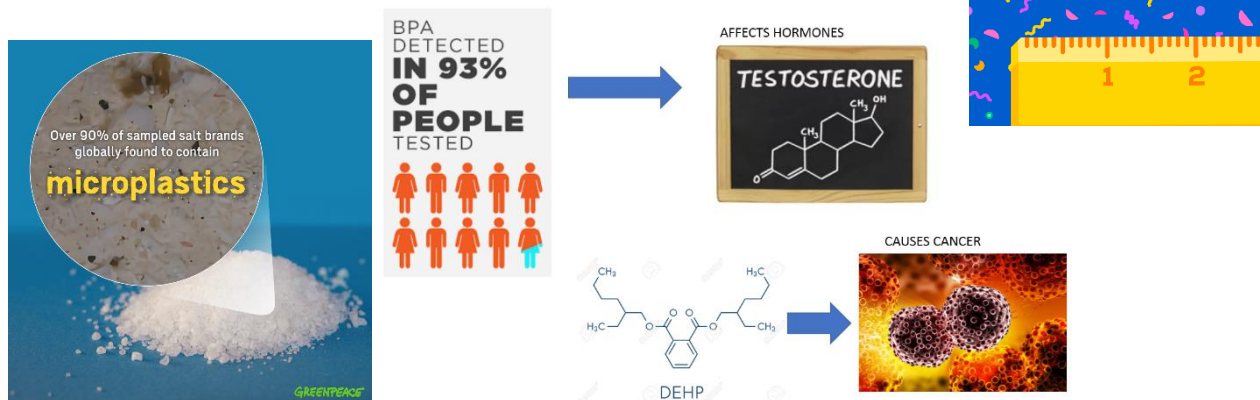 Over 90% of sampled salt brands
globally found to contain
microplastics
GREENPEACE
BPA
DETECTED
IN 93%
OF
PEOPLE
TESTED
AFFECTS HORMONES
TESTOSTERONE
CH3
OH
CH3
O
1 2
CAUSES CANCER
CH3
H3C
H3C
O
O
O
O
CH3
DEHP